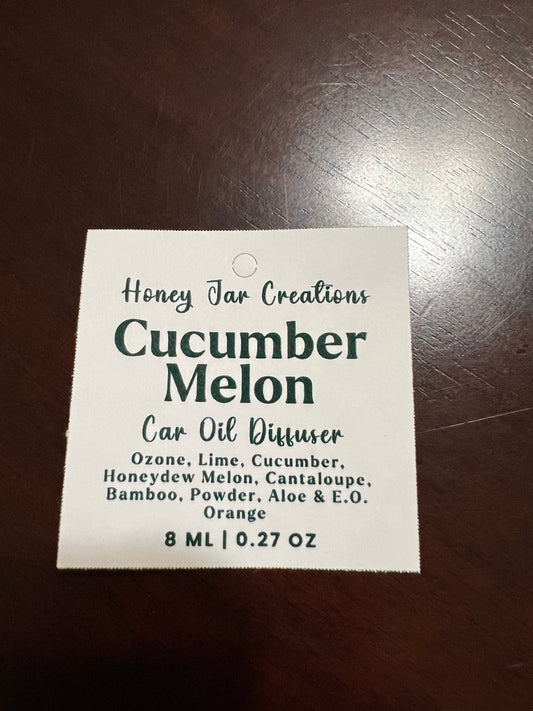 Honey Jar Creations
Cucumber
Melon
Car Oil Diffuser
Ozone, Lime, Cucumber,
Honeydew Melon, Cantaloupe,
Bamboo, Powder, Aloe & E.O.
Orange
8 ML | 0.27 OZ